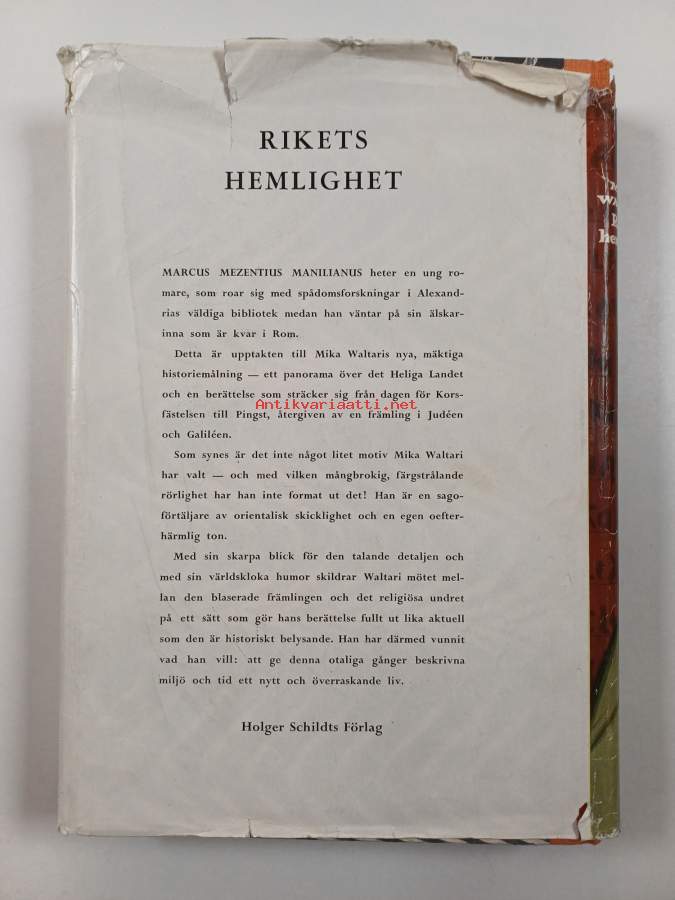 RIKETS
HEMLIGHET
MARCUS MEZENTIUS MANILIANUS heter en ung ro-
mare, som roar sig med spådomsforskningar i Alexand-
rias väldiga bibliotek medan han väntar på sin älskar-
inna som är kvar i Rom.
Detta är upptakten till Mika Waltaris nya, mäktiga
historiemålning — ett panorama över det Heliga Landet
och en berättelse som sträcker sig från dagen för Kors-
fästelsen till Pingst, återgiven av en främling i Judéen
och Galiléen.
Antikvariaatti.net
Som synes är det inte något litet motiv Mika Waltari
har valt — och med vilken mångbrokig, färgstrålande
rörlighet har han inte format ut det! Han är en sago-
förtäljare av orientalisk skicklighet och en egen oefter-
härmlig ton.
Med sin skarpa blick för den talande detaljen och
med sin världskloka humor skildrar Waltari mötet mel-
lan den blaserade främlingen och det religiösa undret
på ett sätt som gör hans berättelse fullt ut lika aktuell
som den är historiskt belysande. Han har därmed vunnit
vad han vill: att ge denna otaliga gånger beskrivna
miljö och tid ett nytt och överraskande liv.
Holger Schildts Förlag